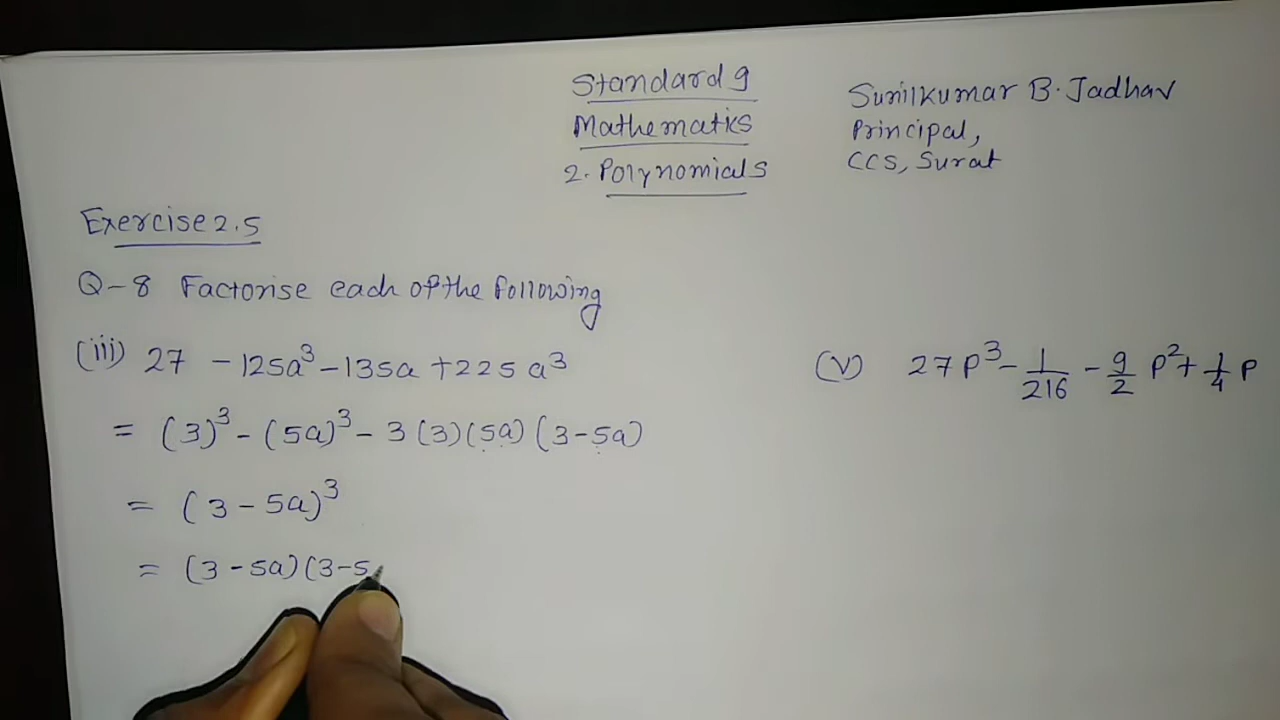 Standard 9
Mathematics
2. Polynomials
Sunilkumar B. Jadhav
Principal,
CCS, Surat
Exercise 2.5
Q-8 Factorise each of the following
(iii) 27 - 125a³ - 135a + 225a³
= (3)³ - (5a)³ - 3(3)(5a)(3-5a)
= (3 - 5a)³
= (3 - 5a)(3-5
(V) 27p³ - 1/216 - 9/2 p² + 1/4 p